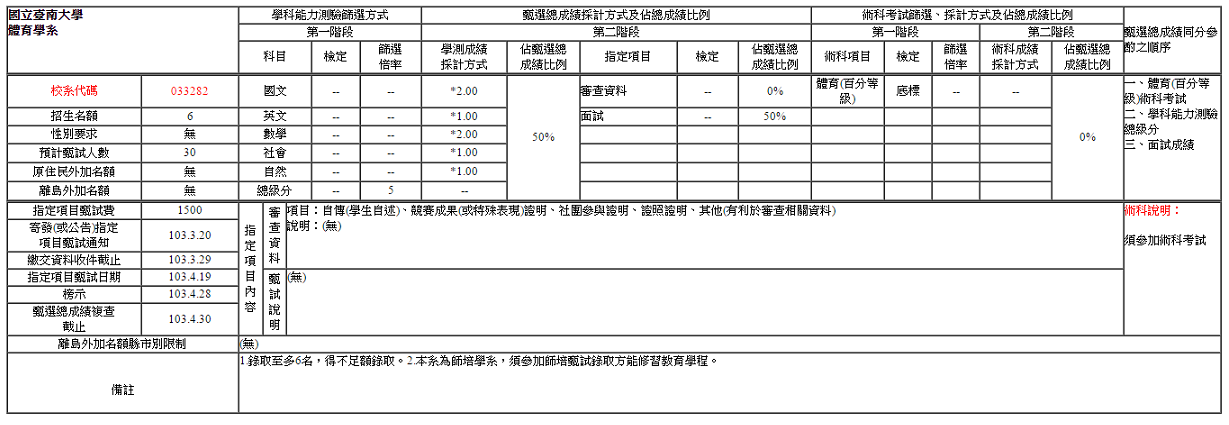 國立臺南大學
體育學系
學科能力測驗篩選方式
甄選總成績採計方式及佔總成績比例
術科考試篩選、採計方式及佔總成績比例
甄選總成績同分參
酌之順序
第一階段
第二階段
第一階段
第二階段
科目
檢定
篩選
倍率
學測成績
採計方式
佔甄選總
成績比例
指定項目
檢定
佔甄選總
成績比例
術科項目
檢定
篩選
倍率
術科成績
採計方式
佔甄選總
成績比例
校系代碼 033282 國文 -- -- *2.00 審查資料 -- 0% 體育(百分等
級) 底標 -- --
招生名額 6 英文 -- -- *1.00 面試 -- 50%
性別要求 無 數學 -- -- *2.00
50%
0%
預計甄試人數 30 社會 -- -- *1.00
原住民外加名額 無 自然 -- -- *1.00
離島外加名額 無 總級分 -- 5 --
一、體育(百分等
級)術科考試
二、學科能力測驗
總級分
三、面試成績
指定項目甄試費 1500
寄發(或公告)指定
項目甄試通知 103.3.20
繳交資料收件截止 103.3.29
指定項目甄試日期 103.4.19
榜示 103.4.28
甄選總成績複查
截止 103.4.30
指定項目內容
審查資料
項目：自傳(學生自述)、競賽成果(或特殊表現)證明、社團參與證明、證照證明、其他(有利於審查相關資料)
說明：(無)
甄試說明
(無)
術科說明：
須參加術科考試
離島外加名額縣市別限制 (無)
備註
1.錄取至多6名，得不足額錄取。2.本系為師培學系，須參加師培甄試錄取方能修習教育學程。